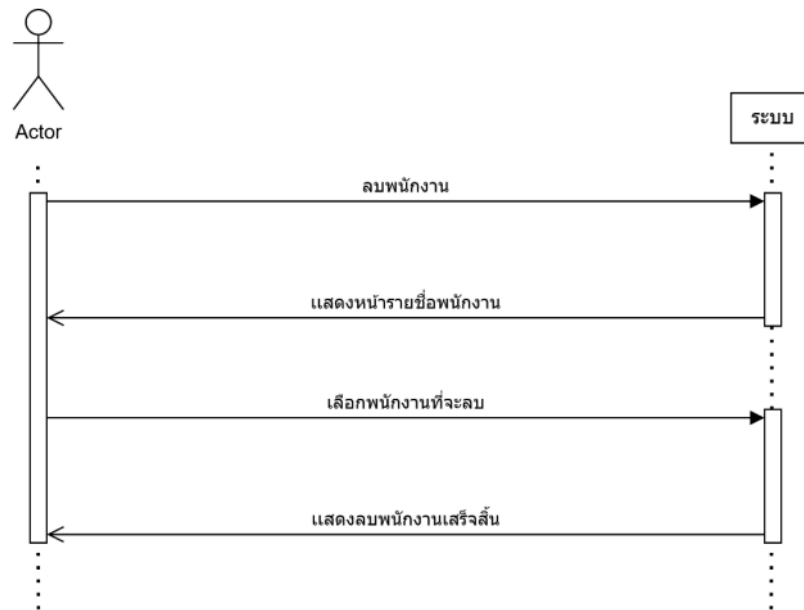 Actor
ระบบ
ลบพนักงาน
แสดงหน้ารายชื่อพนักงาน
เลือกพนักงานที่จะลบ
แสดงลบพนักงานเสร็จสิ้น